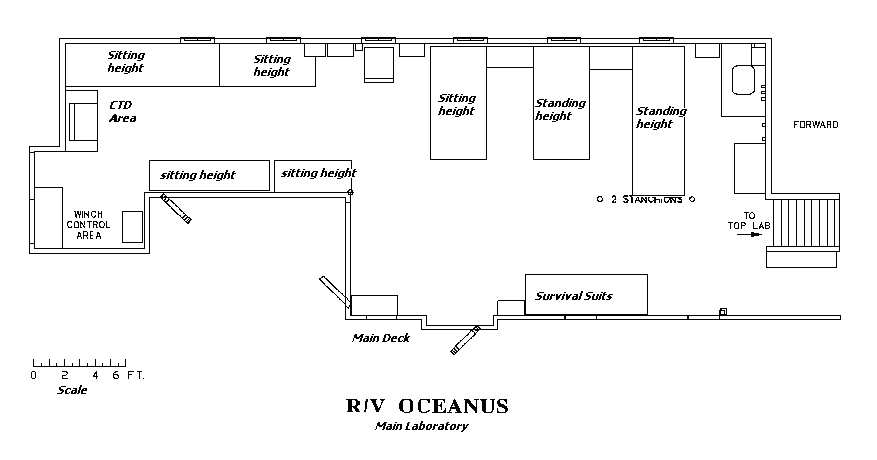 Sitting
height
Sitting
height
CTD
Area
Sitting
height
Standing
height
Standing
height
FORWARD
sitting height
sitting height
2 STANCHIONS
WINCH
CONTROL
AREA
TO
TOP LAB
Survival Suits
Main Deck
0 2 4 6 FT.
Scale
R/V OCEANUS
Main Laboratory